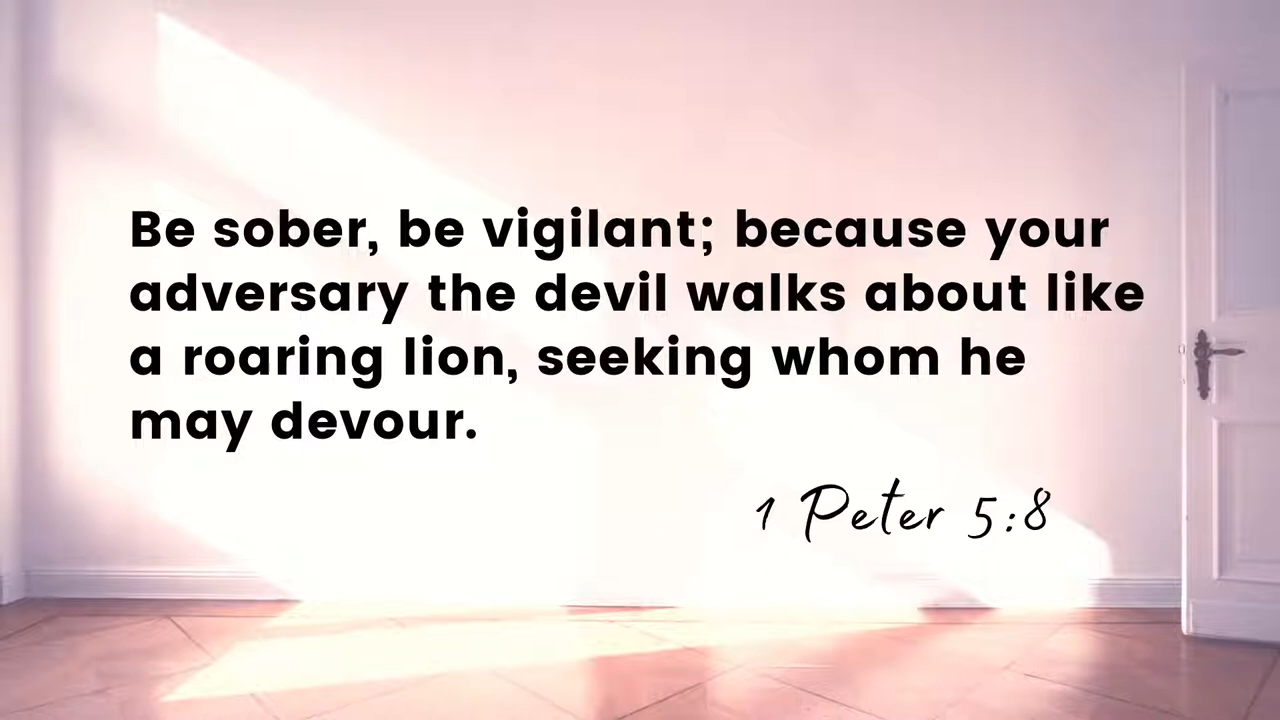 Be sober, be vigilant; because your
adversary the devil walks about like
a roaring lion, seeking whom he
may devour.
1 Peter 5:8